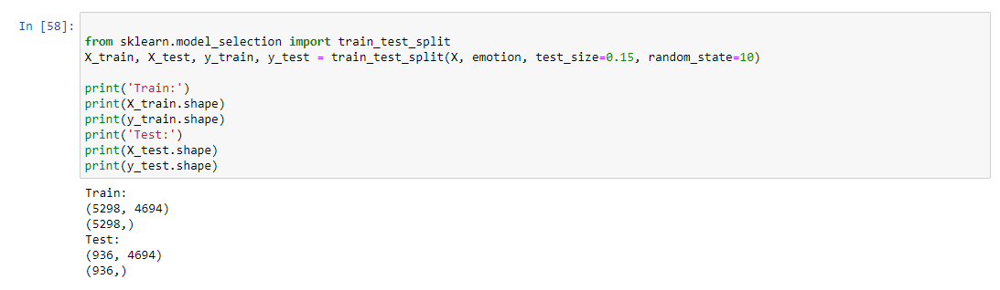 In [58]:
from sklearn.model_selection import train_test_split
X_train, X_test, y_train, y_test = train_test_split(X, emotion, test_size=0.15, random_state=10)
print('Train:')
print(X_train.shape)
print(y_train.shape)
print('Test:')
print(X_test.shape)
print(y_test.shape)
Train:
(5298, 4694)
(5298,)
Test:
(936, 4694)
(936,)